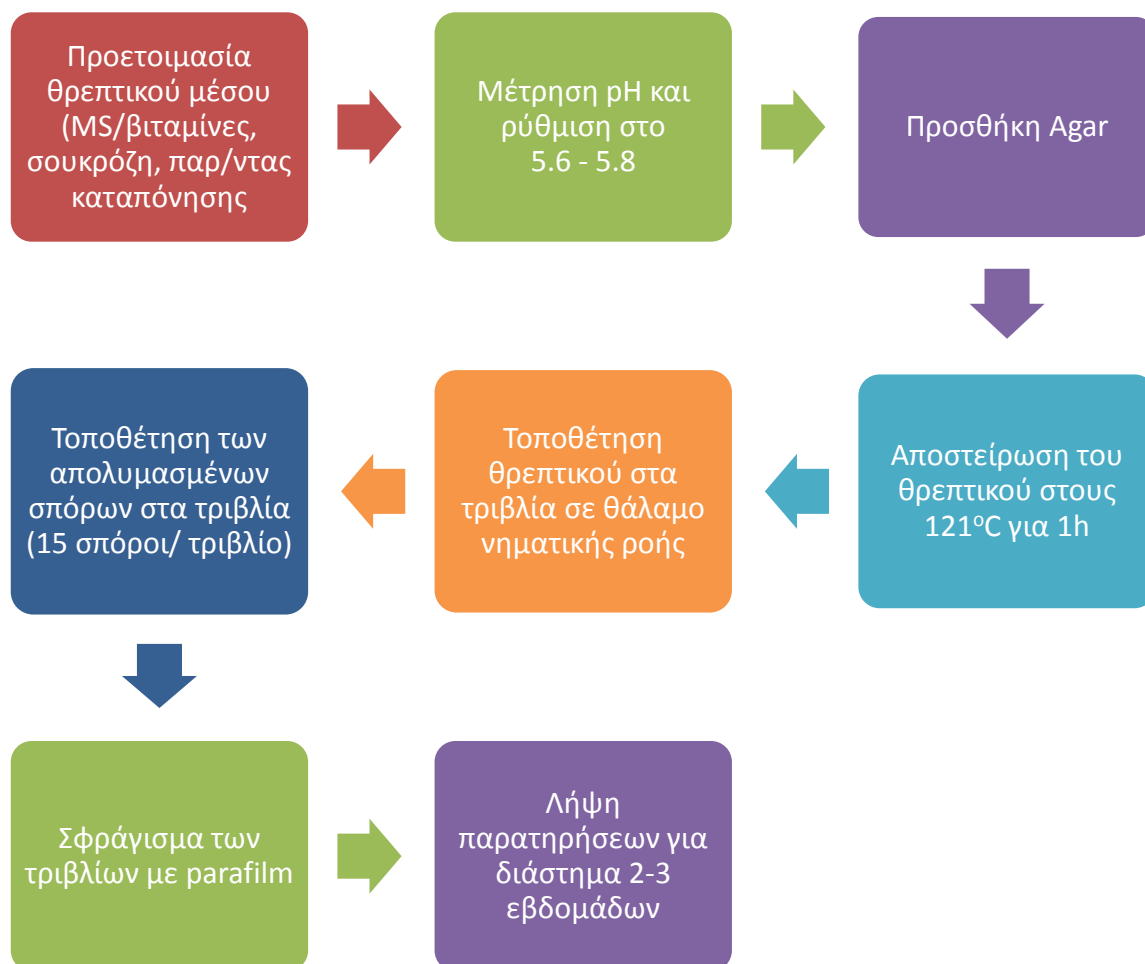 Προετοιμασία
θρεπτικού μέσου
(MS/βιταμίνες,
σουκρόζη, παρ/ντας
καταπόνησης
Μέτρηση pH και
ρύθμιση στο
5.6 - 5.8
Προσθήκη Agar
Αποστείρωση του
θρεπτικού στους
121°C για 1h
Τοποθέτηση
θρεπτικού στα
τριβλία σε θάλαμο
νηματικής ροής
Τοποθέτηση των
απολυμασμένων
σπόρων στα τριβλία
(15 σπόροι/ τριβλίο)
Σφράγισμα των
τριβλίων με parafilm
Λήψη
παρατηρήσεων για
διάστημα 2-3
εβδομάδων